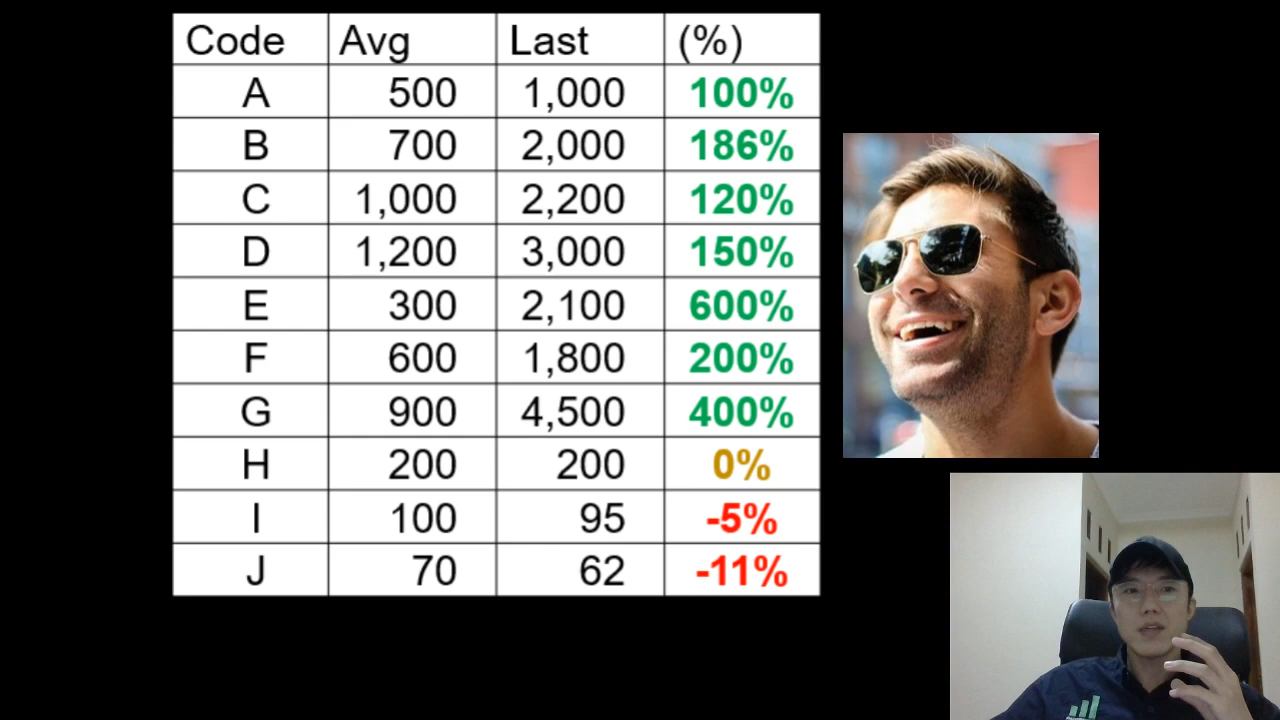 Code Avg Last (%)
A 500 1,000 100%
B 700 2,000 186%
C 1,000 2,200 120%
D 1,200 3,000 150%
E 300 2,100 600%
F 600 1,800 200%
G 900 4,500 400%
H 200 200 0%
I 100 95 -5%
J 70 62 -11%